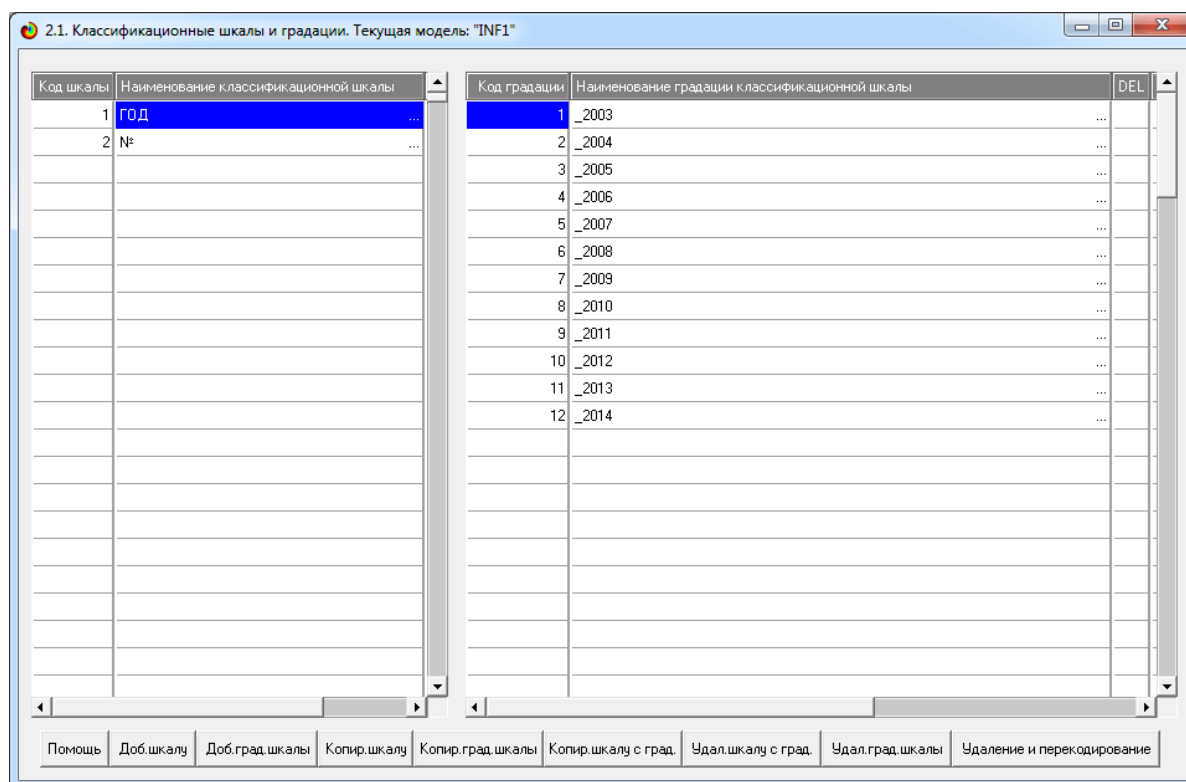 2.1. Классификационные шкалы и градации. Текущая модель: "INF1"
Код шкалы Наименование классификационной шкалы
1 ГОД ...
2 № ...
Код градации Наименование градации классификационной шкалы DEL
1 _2003 ...
2 _2004 ...
3 _2005 ...
4 _2006 ...
5 _2007 ...
6 _2008 ...
7 _2009 ...
8 _2010 ...
9 _2011 ...
10 _2012 ...
11 _2013 ...
12 _2014 ...
Помощь Доб.шкалу Доб.град.шкалы Копир.шкалу Копир.град.шкалы Копир.шкалу с град. Удал.шкалу с град. Удал.град.шкалы Удаление и перекодирование